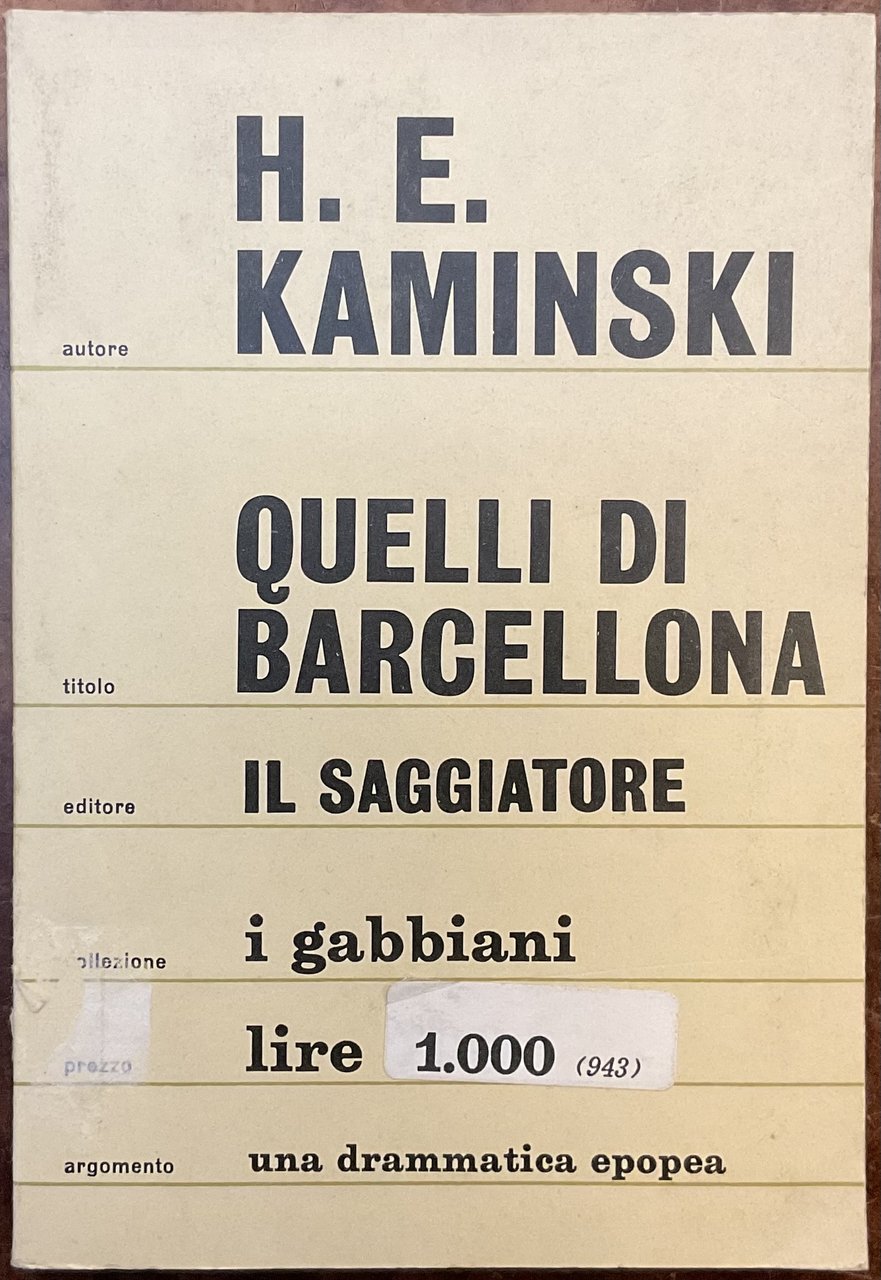 H. E.
autore KAMINSKI
QUELLI DI
titolo BARCELLONA
editore IL SAGGIATORE
collezione i gabbiani
prezzo lire 1.000 (943)
argomento una drammatica epopea